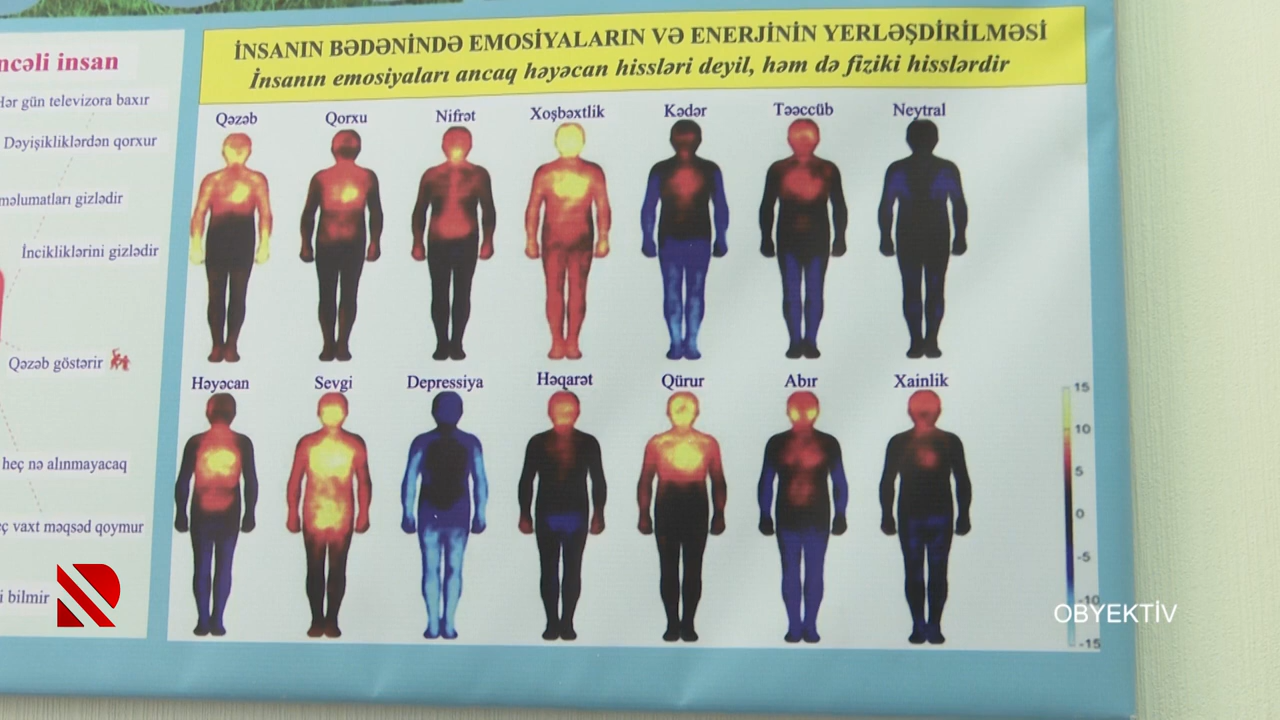 İNSANIN BƏDƏNİNDƏ EMOSİYALARIN VƏ ENERJİNİN YERLƏŞDİRİLMƏSİ
İnsanın emosiyaları ancaq həyəcan hissləri deyil, həm də fiziki hisslərdir
ncəli insan
Hər gün televizora baxır
Dəyişikliklərdən qorxur
məlumatları gizlədir
İncikliklərini gizlədir
Qəzəb göstərir
heç nə alınmayacaq
ç vaxt məqsəd qoymur
i bilmir
Qəzəb Qorxu Nifrət Xoşbəxtlik Kədər Təəccüb Neytral
Həyəcan Sevgi Depressiya Həqarət Qürur Abır Xainlik
15
10
5
0
-5
-10
-15
OBYEKTİV